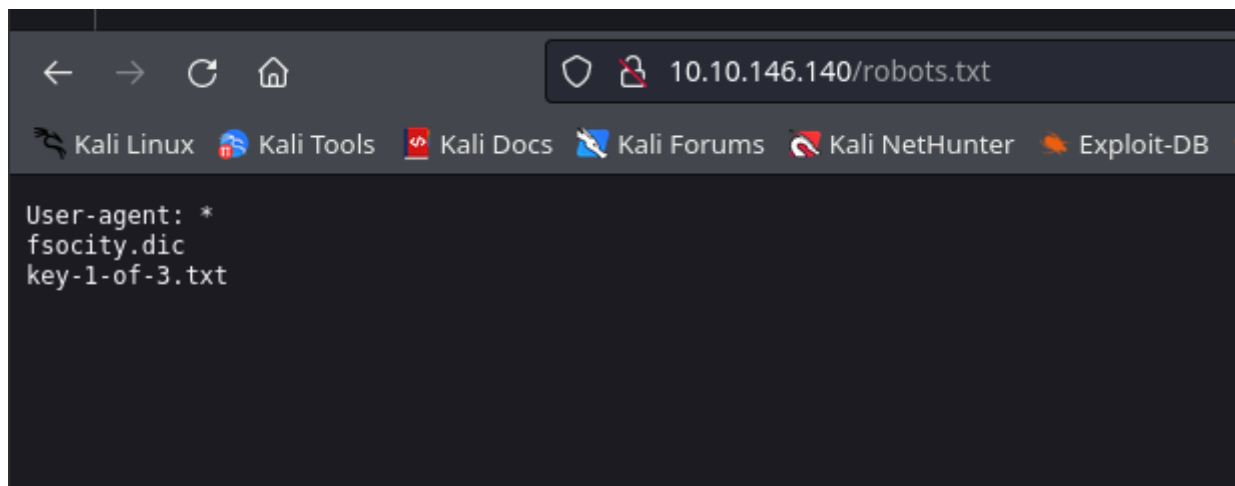 10.10.146.140/robots.txt
Kali Linux Kali Tools Kali Docs Kali Forums Kali NetHunter Exploit-DB
User-agent: *
fsocity.dic
key-1-of-3.txt